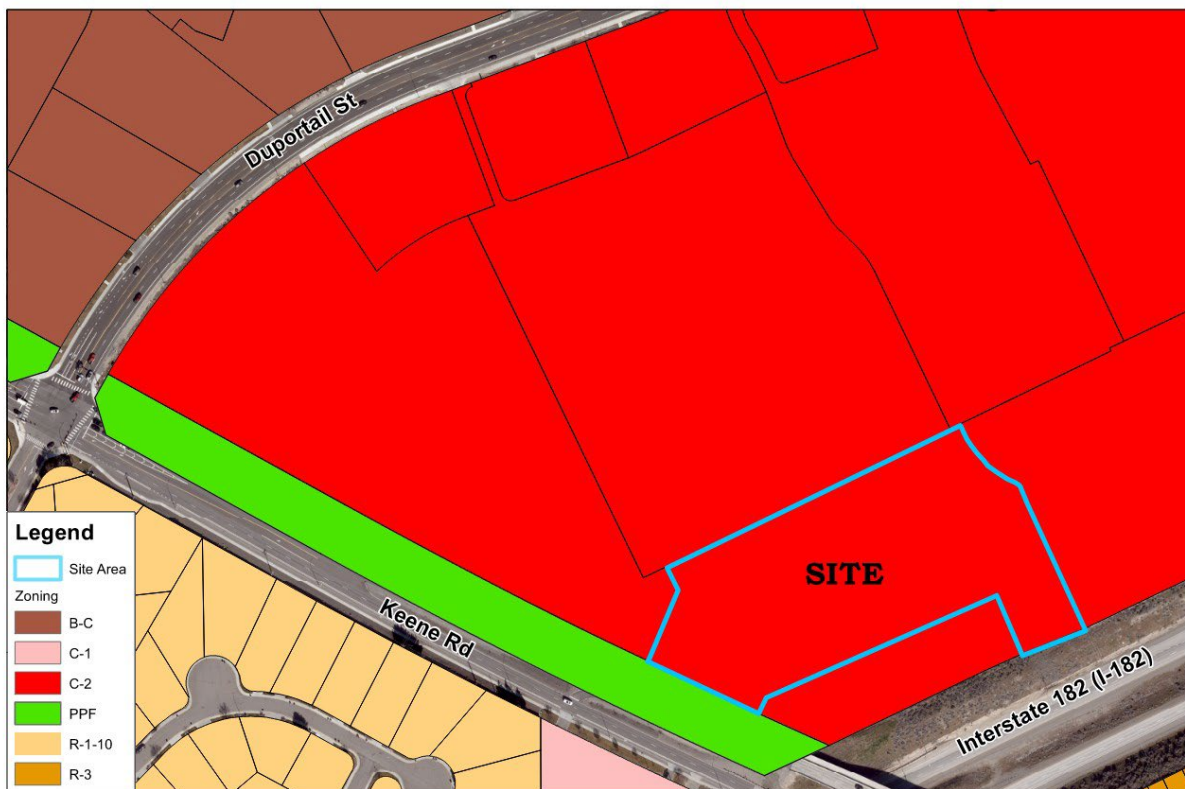 Duportail St
Keene Rd
SITE
Interstate 182 (I-182)
Legend
Site Area
Zoning
B-C
C-1
C-2
PPF
R-1-10
R-3